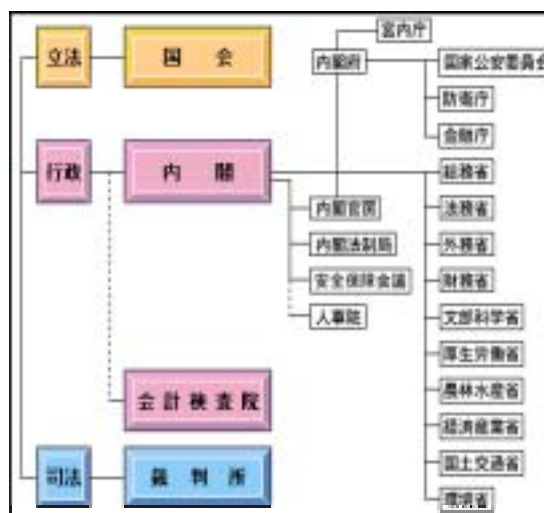 立法
国会
行政
内閣
会計検査院
司法
裁判所
宮内庁
内閣府
内閣官房
内閣法制局
安全保障会議
人事院
国家公安委員会
防衛庁
金融庁
総務省
法務省
外務省
財務省
文部科学省
厚生労働省
農林水産省
経済産業省
国土交通省
環境省